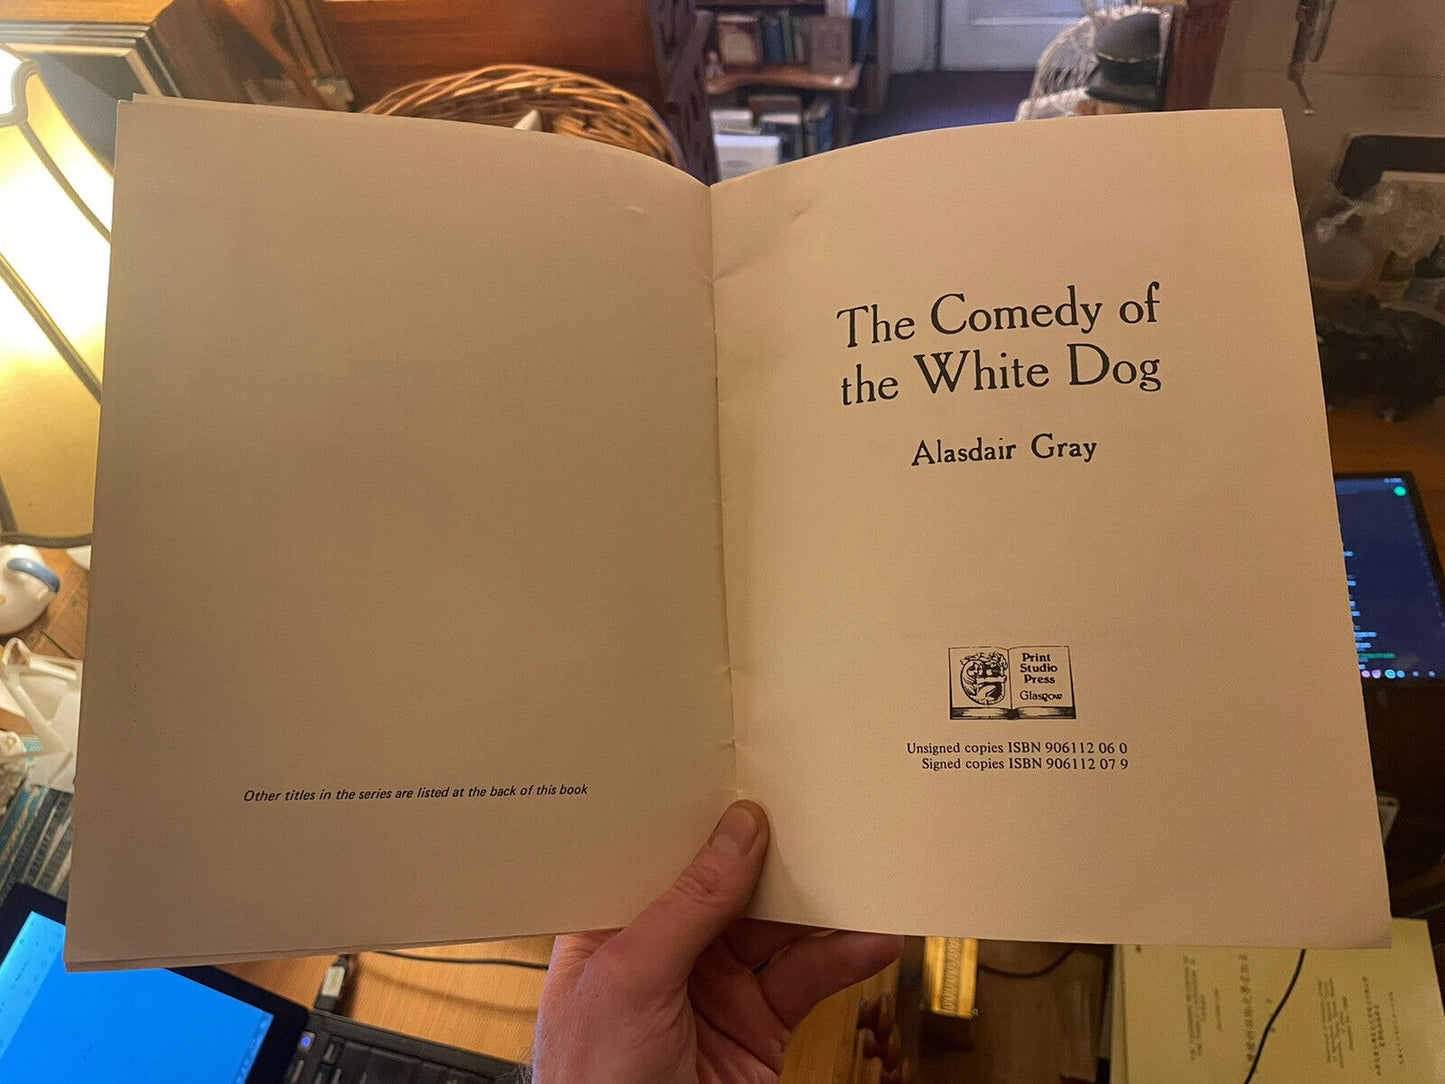 Other titles in the series are listed at the back of this book
The Comedy of
the White Dog
Alasdair Gray
Print
Studio
Press
Glasgow
Unsigned copies ISBN 906112 06 0
Signed copies ISBN 906112 07 9